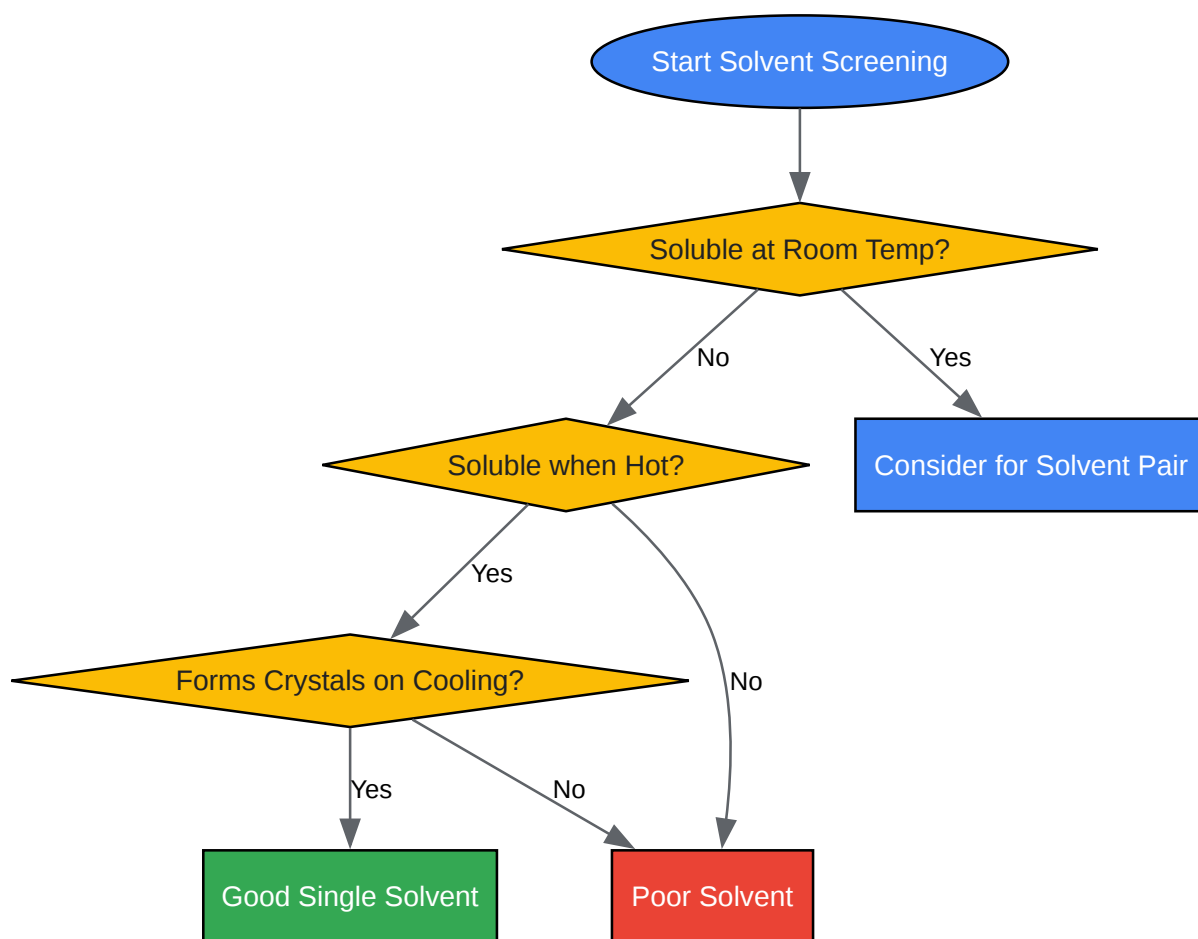 Start Solvent Screening
Soluble at Room Temp?
No
Yes
Soluble when Hot?
Consider for Solvent Pair
Yes
No
Forms Crystals on Cooling?
Yes
No
Good Single Solvent
Poor Solvent